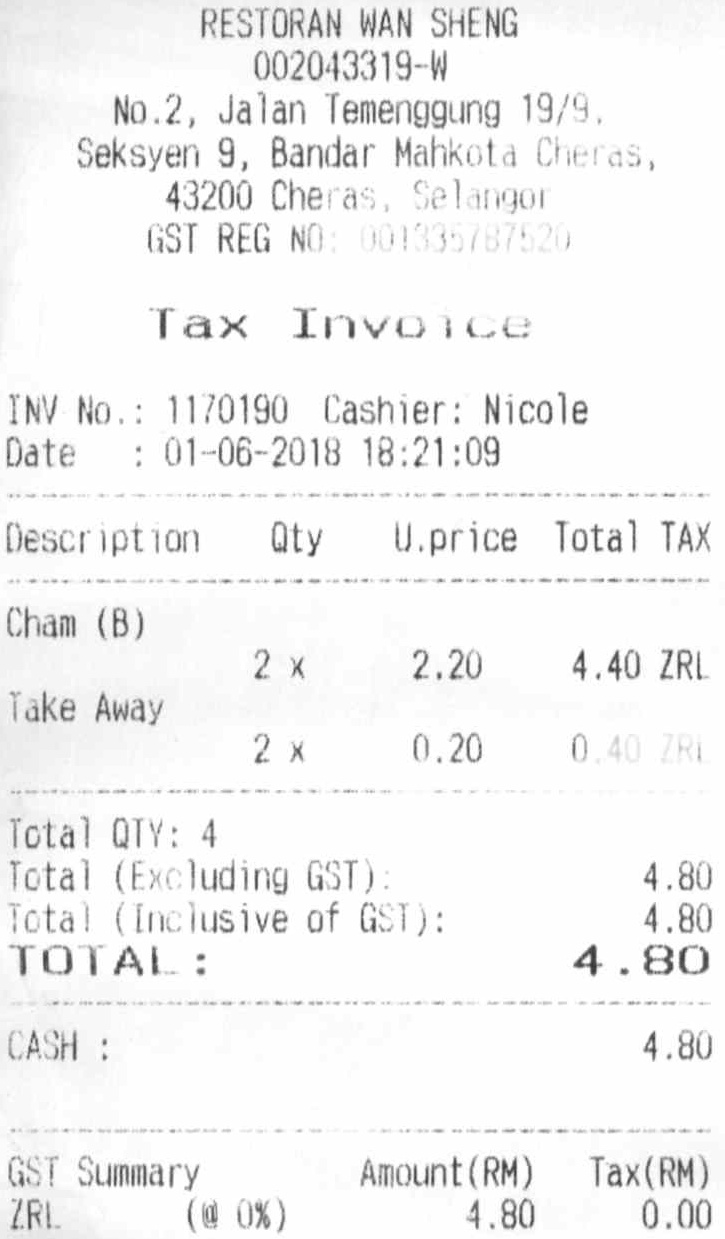 RESTORAN WAN SHENG
002043319-W
No.2, Jalan Temenggung 19/9,
Seksyen 9, Bandar Mahkota Cheras,
43200 Cheras, Selangor
GST REG NO: 001335787520
Tax Invoice
INV No.: 1170190 Cashier: Nicole
Date : 01-06-2018 18:21:09
Description Qty U.price Total TAX
Cham (B)
2 x 2.20 4.40 ZRL
Take Away
2 x 0.20 0.40 ZRL
Total QTY: 4
Total (Excluding GST): 4.80
Total (Inclusive of GST): 4.80
TOTAL: 4.80
CASH : 4.80
GST Summary Amount(RM) Tax(RM)
ZRL (@ 0%) 4.80 0.00